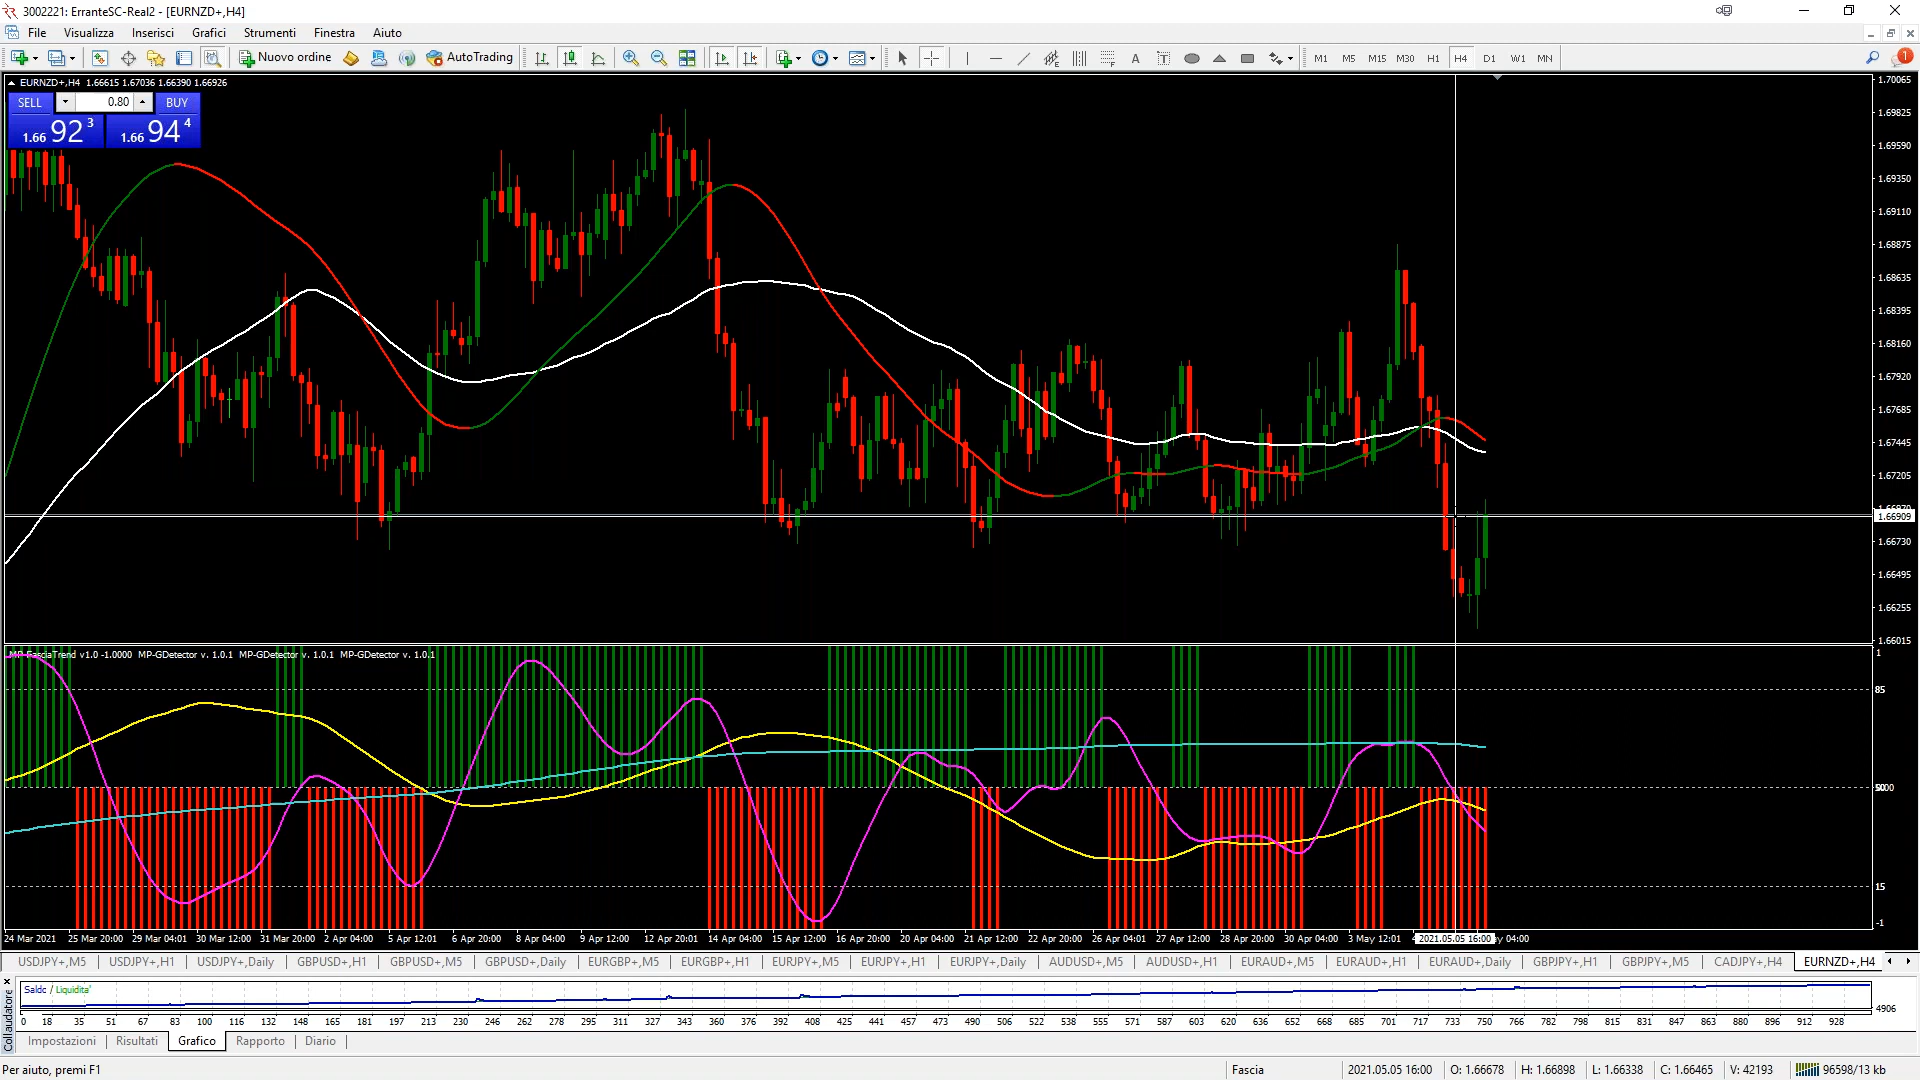 3002221: ErranteSC-Real2 - [EURNZD+,H4]
File Visualizza Inserisci Grafici Strumenti Finestra Aiuto
Nuovo ordine AutoTrading A T M1 M5 M15 M30 H1 H4 D1 W1 MN 1
EURNZD+,H4 1.66615 1.67036 1.66390 1.66926
SELL 0.80 BUY
1.66 92 3 1.66 94 4
1.70065
1.69825
1.69590
1.69350
1.69110
1.68875
1.68635
1.68395
1.68160
1.67920
1.67685
1.67445
1.67205
1.66909
1.66730
1.66495
1.66255
1.66015
MP-FasciaTrend v1.0 -1.0000 MP-GDetector v. 1.0.1 MP-GDetector v. 1.0.1 MP-GDetector v. 1.0.1
1
85
15
-1
24 Mar 2021 25 Mar 20:00 29 Mar 04:01 30 Mar 12:00 31 Mar 20:00 2 Apr 04:00 5 Apr 12:01 6 Apr 20:00 8 Apr 04:00 9 Apr 12:00 12 Apr 20:01 14 Apr 04:00 15 Apr 12:00 16 Apr 20:00 20 Apr 04:00 21 Apr 12:00 22 Apr 20:00 26 Apr 04:01 27 Apr 12:00 28 Apr 20:00 30 Apr 04:00 3 May 12:01 2021.05.05 16:00 04:00
USDJPY+,M5 USDJPY+,H1 USDJPY+,Daily GBPUSD+,H1 GBPUSD+,M5 GBPUSD+,Daily EURGBP+,M5 EURGBP+,H1 EURJPY+,M5 EURJPY+,H1 EURJPY+,Daily AUDUSD+,M5 AUDUSD+,H1 EURAUD+,M5 EURAUD+,H1 EURAUD+,Daily GBPJPY+,H1 GBPJPY+,M5 CADJPY+,H4 EURNZD+,H4
Collaudatore
Saldo / Liquidita'
4906
0 18 35 51 67 83 100 116 132 148 165 181 197 213 230 246 262 278 295 311 327 343 360 376 392 408 425 441 457 473 490 506 522 538 555 571 587 603 620 636 652 668 685 701 717 733 750 766 782 798 815 831 847 863 880 896 912 928
Impostazioni Risultati Grafico Rapporto Diario
Per aiuto, premi F1 Fascia 2021.05.05 16:00 O: 1.66678 H: 1.66898 L: 1.66338 C: 1.66465 V: 42193 96598/13 kb